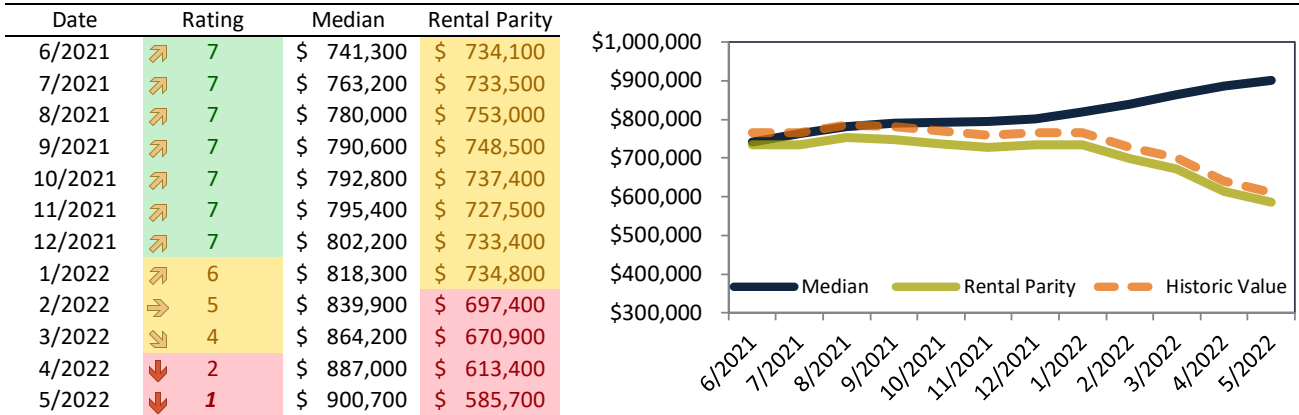 Date Rating Median Rental Parity
6/2021 7 $ 741,300 $ 734,100
7/2021 7 $ 763,200 $ 733,500
8/2021 7 $ 780,000 $ 753,000
9/2021 7 $ 790,600 $ 748,500
10/2021 7 $ 792,800 $ 737,400
11/2021 7 $ 795,400 $ 727,500
12/2021 7 $ 802,200 $ 733,400
1/2022 6 $ 818,300 $ 734,800
2/2022 5 $ 839,900 $ 697,400
3/2022 4 $ 864,200 $ 670,900
4/2022 2 $ 887,000 $ 613,400
5/2022 1 $ 900,700 $ 585,700
$1,000,000
$900,000
$800,000
$700,000
$600,000
$500,000
$400,000
$300,000
Median Rental Parity Historic Value
6/2021 7/2021 8/2021 9/2021 10/2021 11/2021 12/2021 1/2022 2/2022 3/2022 4/2022 5/2022